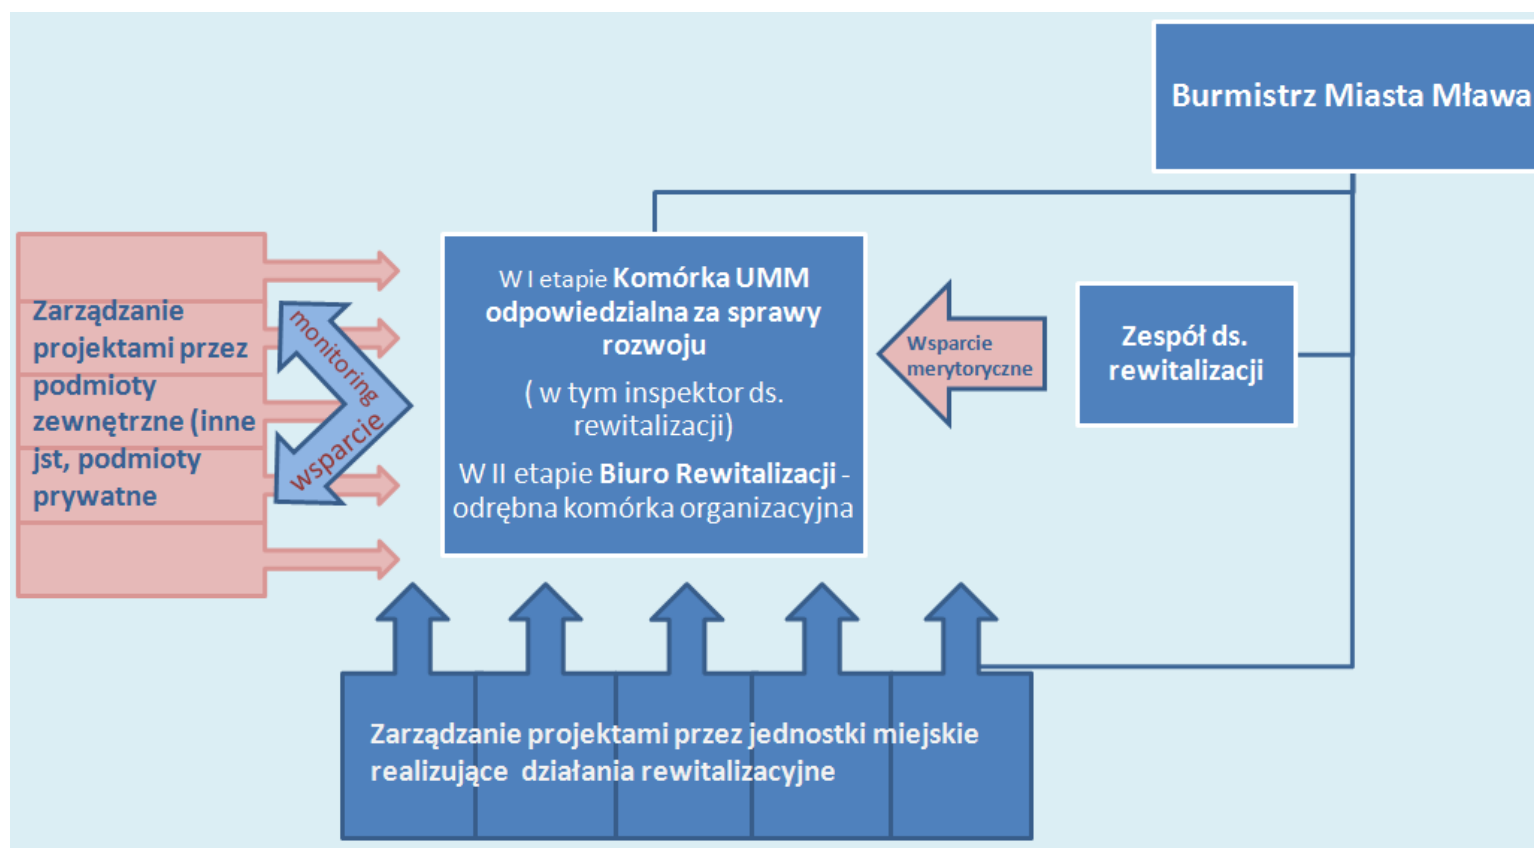 Burmistrz Miasta Mława
W I etapie Komórka UMM
odpowiedzialna za sprawy
rozwoju
( w tym inspektor ds.
rewitalizacji)
W II etapie Biuro Rewitalizacji -
odrębna komórka organizacyjna
Wsparcie
merytoryczne
Zespół ds.
rewitalizacji
Zarządzanie
projektami przez
podmioty
zewnętrzne (inne
jst, podmioty
prywatne
monitoring
wsparcie
Zarządzanie projektami przez jednostki miejskie
realizujące działania rewitalizacyjne